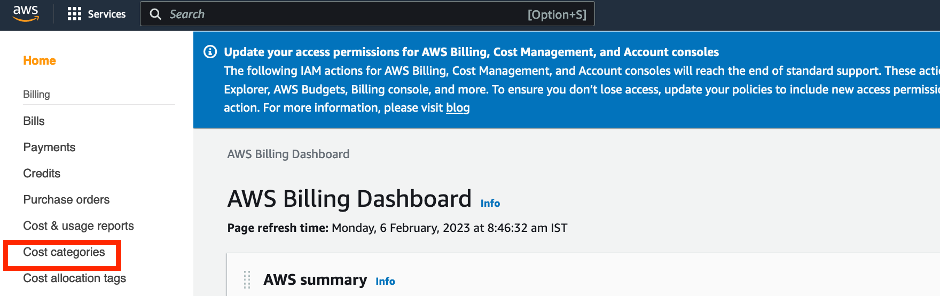 aws
Services
Search
[Option+S]
Home
Billing
Bills
Payments
Credits
Purchase orders
Cost & usage reports
Cost categories
Cost allocation tags
Update your access permissions for AWS Billing, Cost Management, and Account consoles
The following IAM actions for AWS Billing, Cost Management, and Account consoles will reach the end of standard support. These
Explorer, AWS Budgets, Billing console, and more. To ensure you don't lose access, update your policies to include new access
action. For more information, please visit blog
AWS Billing Dashboard
AWS Billing Dashboard Info
Page refresh time: Monday, 6 February, 2023 at 8:46:32 am IST
AWS summary Info